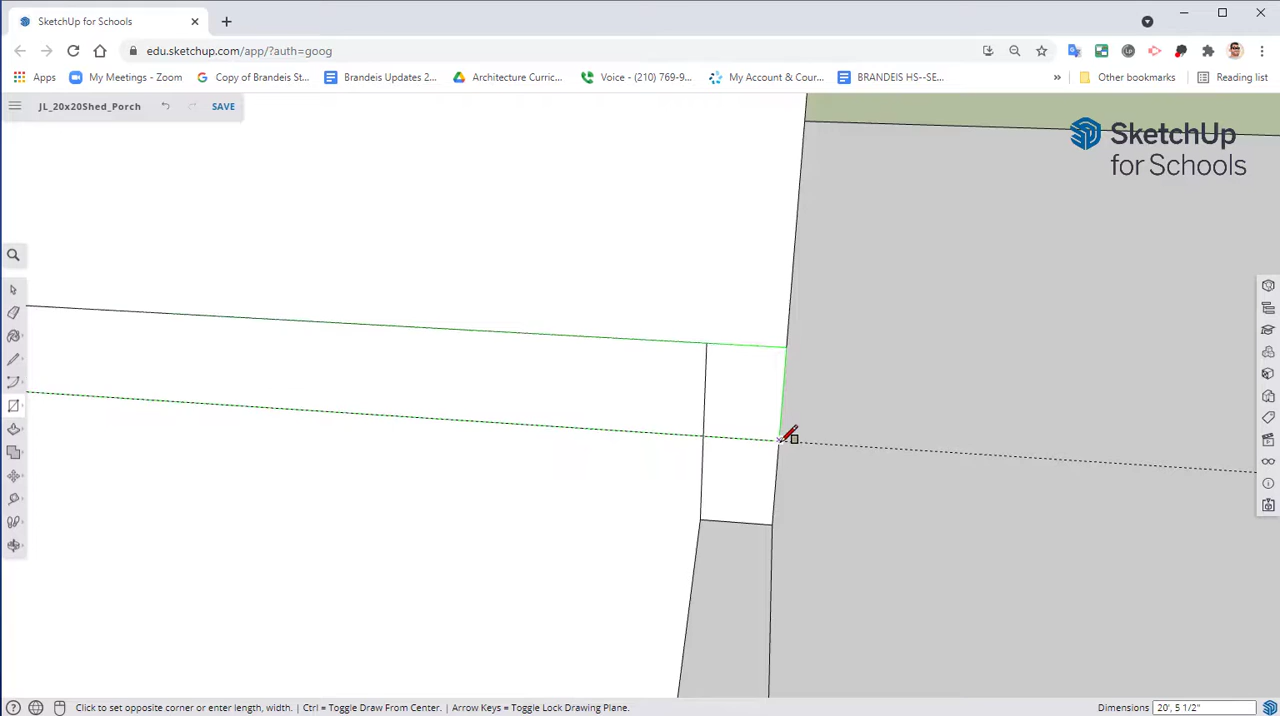 SketchUp for Schools
edu.sketchup.com/app/?auth=goog
Apps
My Meetings - Zoom
Copy of Brandeis St...
Brandeis Updates 2...
Architecture Curric...
Voice - (210) 769-9...
My Account & Cour...
BRANDEIS HS--SE...
»
Other bookmarks
Reading list
JL_20x20Shed_Porch
SAVE
SketchUp
for Schools
Click to set opposite corner or enter length, width. | Ctrl = Toggle Draw From Center. | Arrow Keys = Toggle Lock Drawing Plane.
Dimensions
20', 5 1/2"